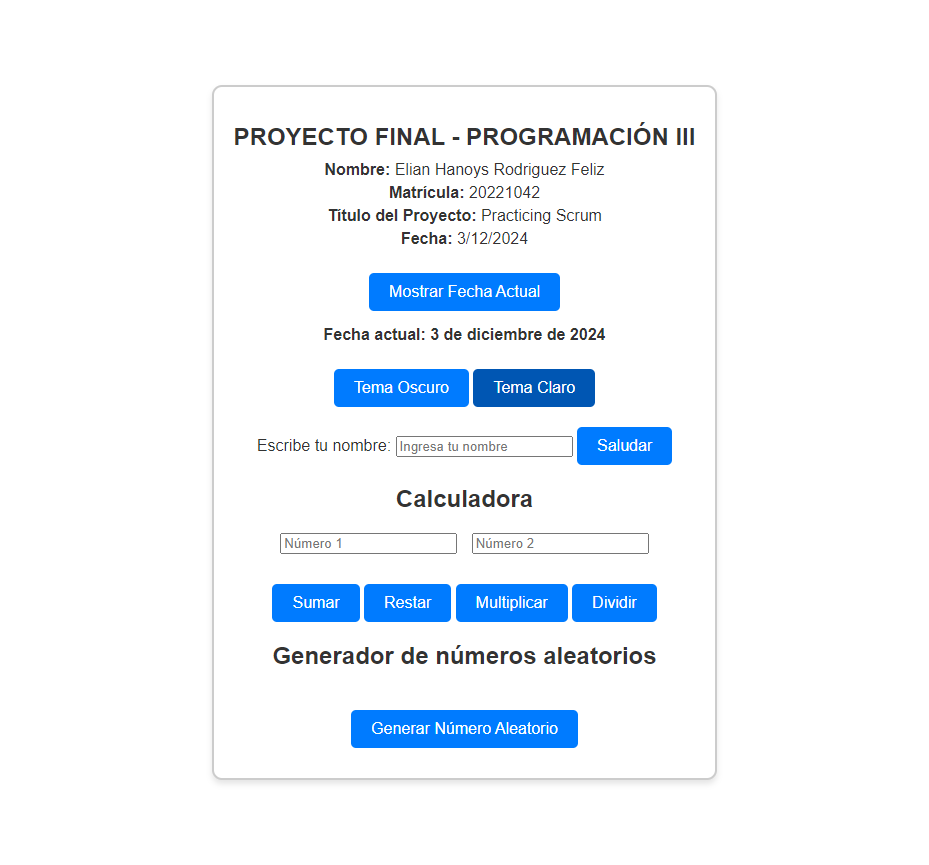 PROYECTO FINAL - PROGRAMACIÓN III
Nombre: Elian Hanoys Rodriguez Feliz
Matrícula: 20221042
Título del Proyecto: Practicing Scrum
Fecha: 3/12/2024
Mostrar Fecha Actual
Fecha actual: 3 de diciembre de 2024
Tema Oscuro Tema Claro
Escribe tu nombre: Ingresa tu nombre Saludar
Calculadora
Número 1 Número 2
Sumar Restar Multiplicar Dividir
Generador de números aleatorios
Generar Número Aleatorio